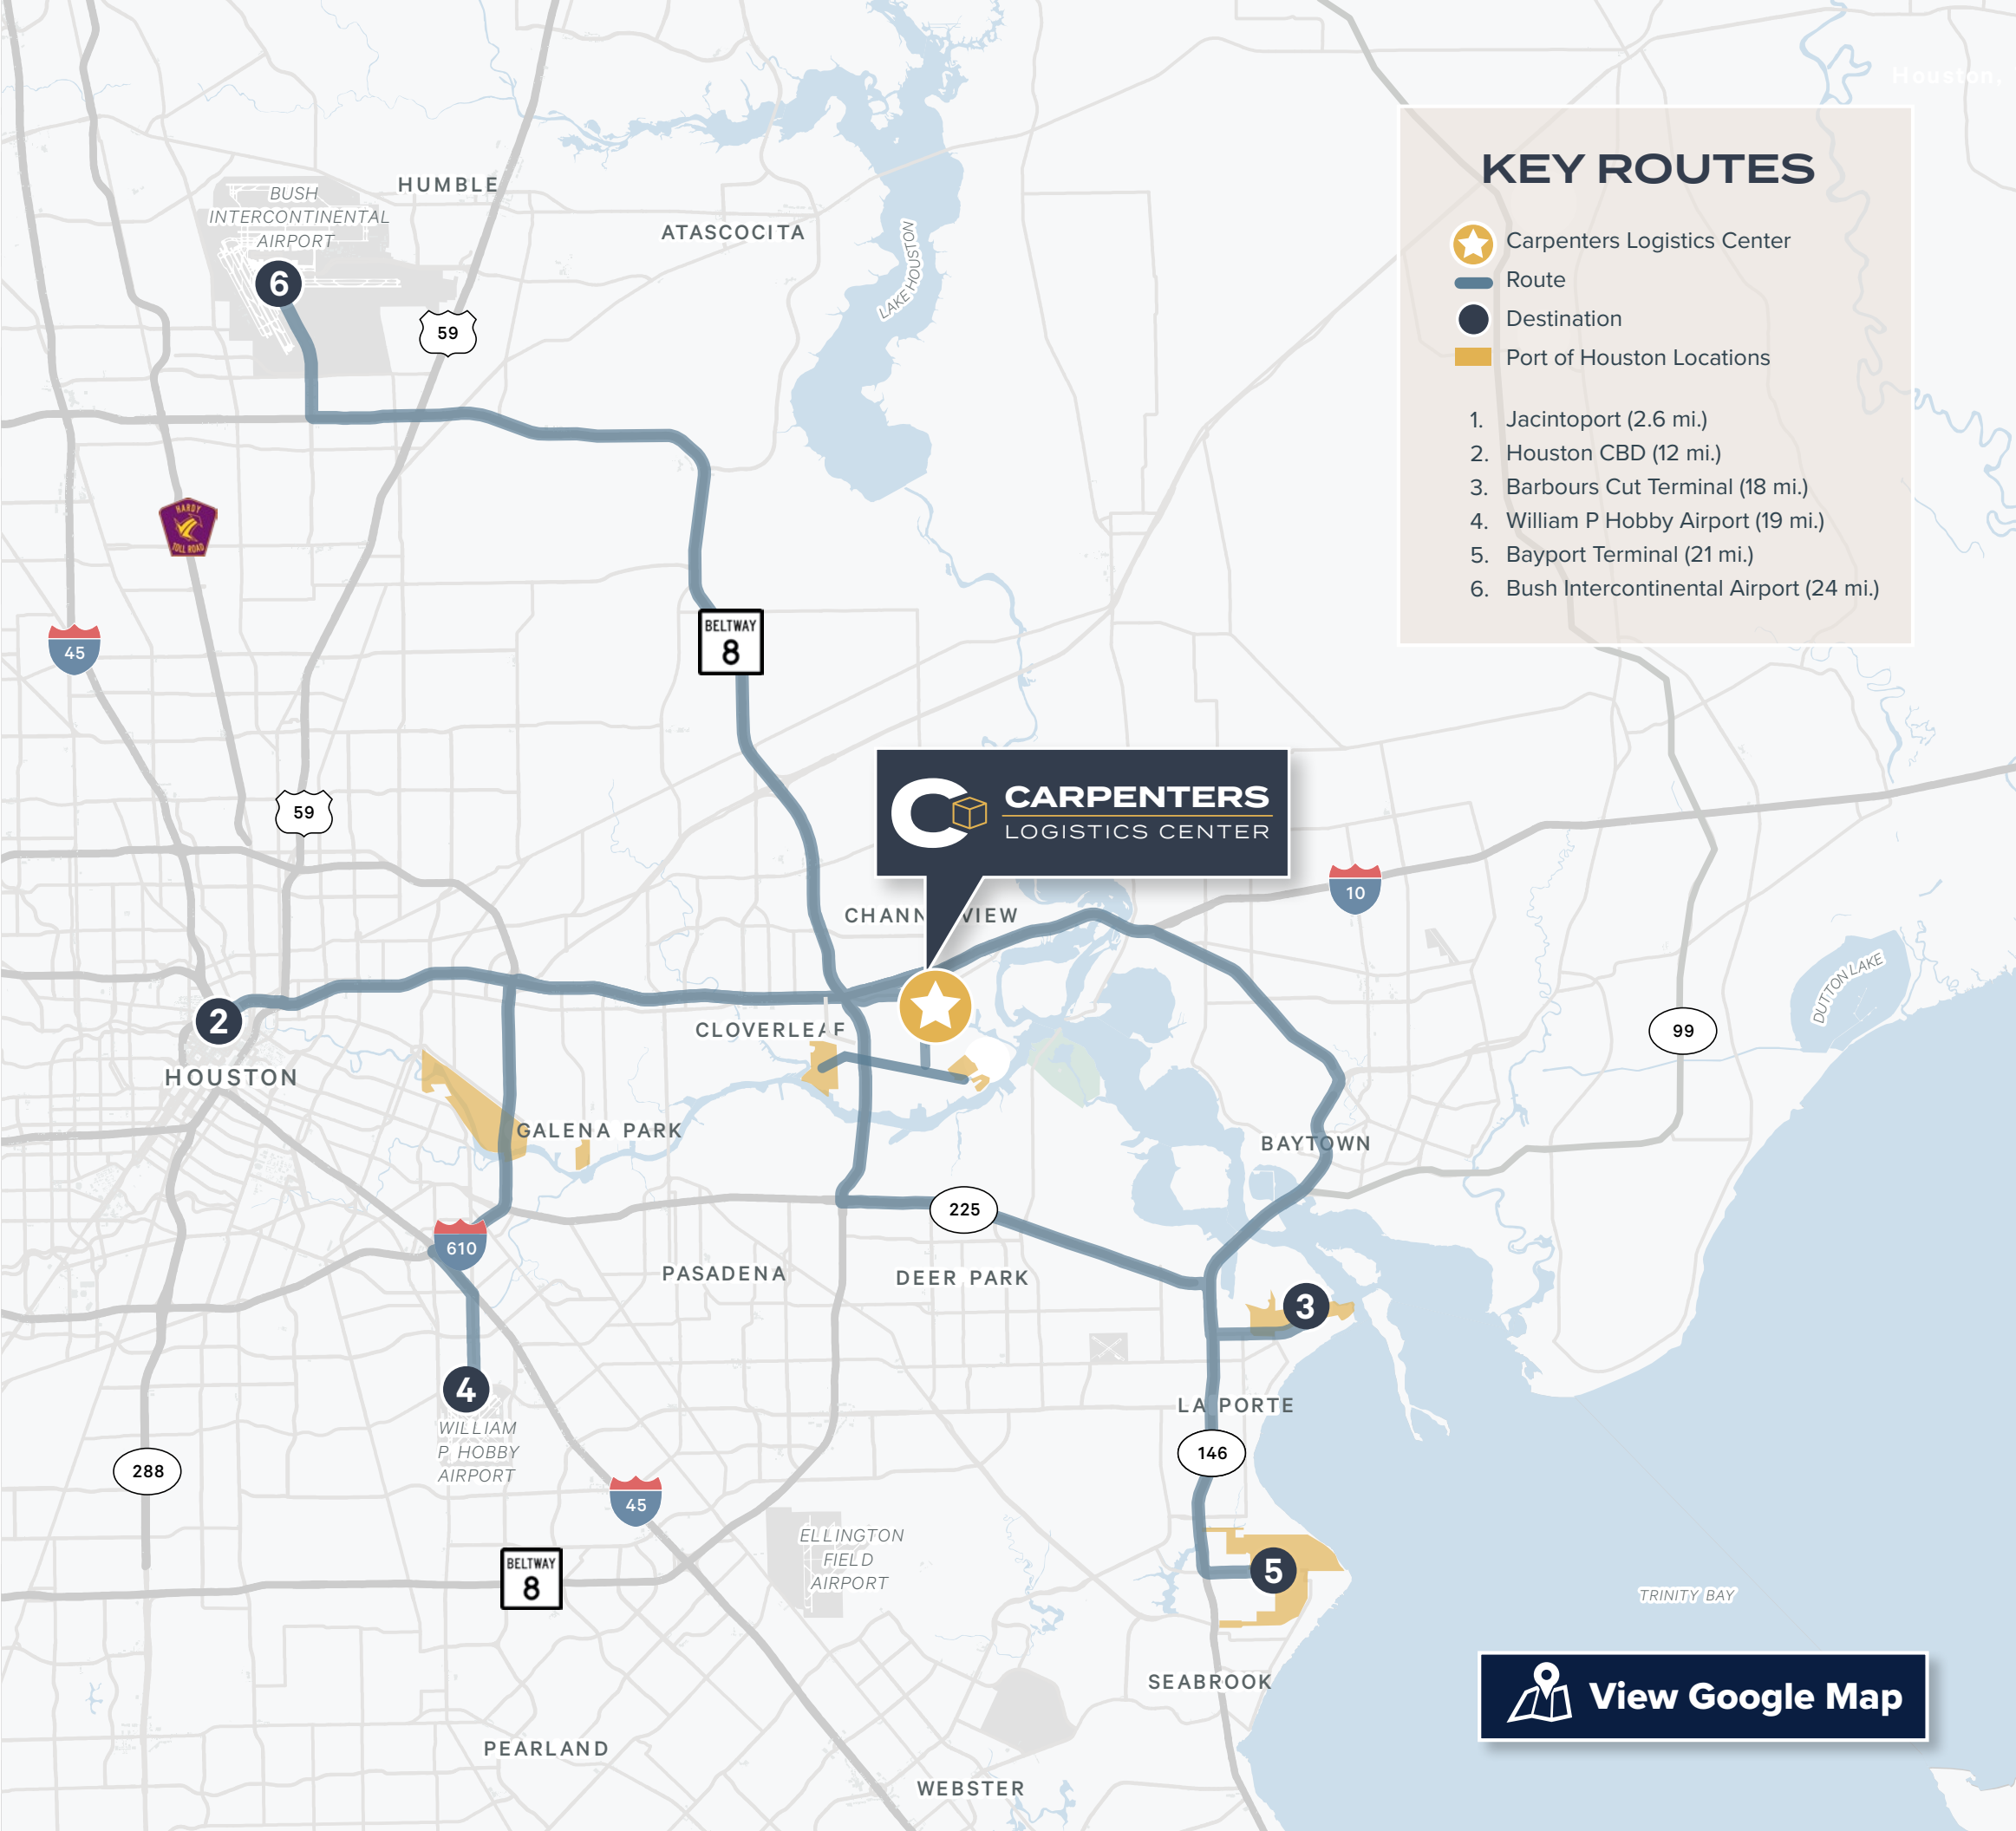 Houston,
KEY ROUTES
Carpenters Logistics Center
Route
Destination
Port of Houston Locations
1. Jacintoport (2.6 mi.)
2. Houston CBD (12 mi.)
3. Barbours Cut Terminal (18 mi.)
4. William P Hobby Airport (19 mi.)
5. Bayport Terminal (21 mi.)
6. Bush Intercontinental Airport (24 mi.)
HUMBLE
BUSH
INTERCONTINENTAL
AIRPORT
6
ATASCOCITA
LAKE HOUSTON
59
HARDY
TOLL ROAD
BELTWAY
8
45
59
CARPENTERS
LOGISTICS CENTER
10
CHANN VIEW
DUTTON LAKE
2
CLOVERLEAF
99
HOUSTON
GALENA PARK
BAYTOWN
225
610
PASADENA
DEER PARK
3
4
WILLIAM
P HOBBY
AIRPORT
LA PORTE
146
288
45
ELLINGTON
FIELD
AIRPORT
BELTWAY
8
5
TRINITY BAY
SEABROOK
View Google Map
PEARLAND
WEBSTER